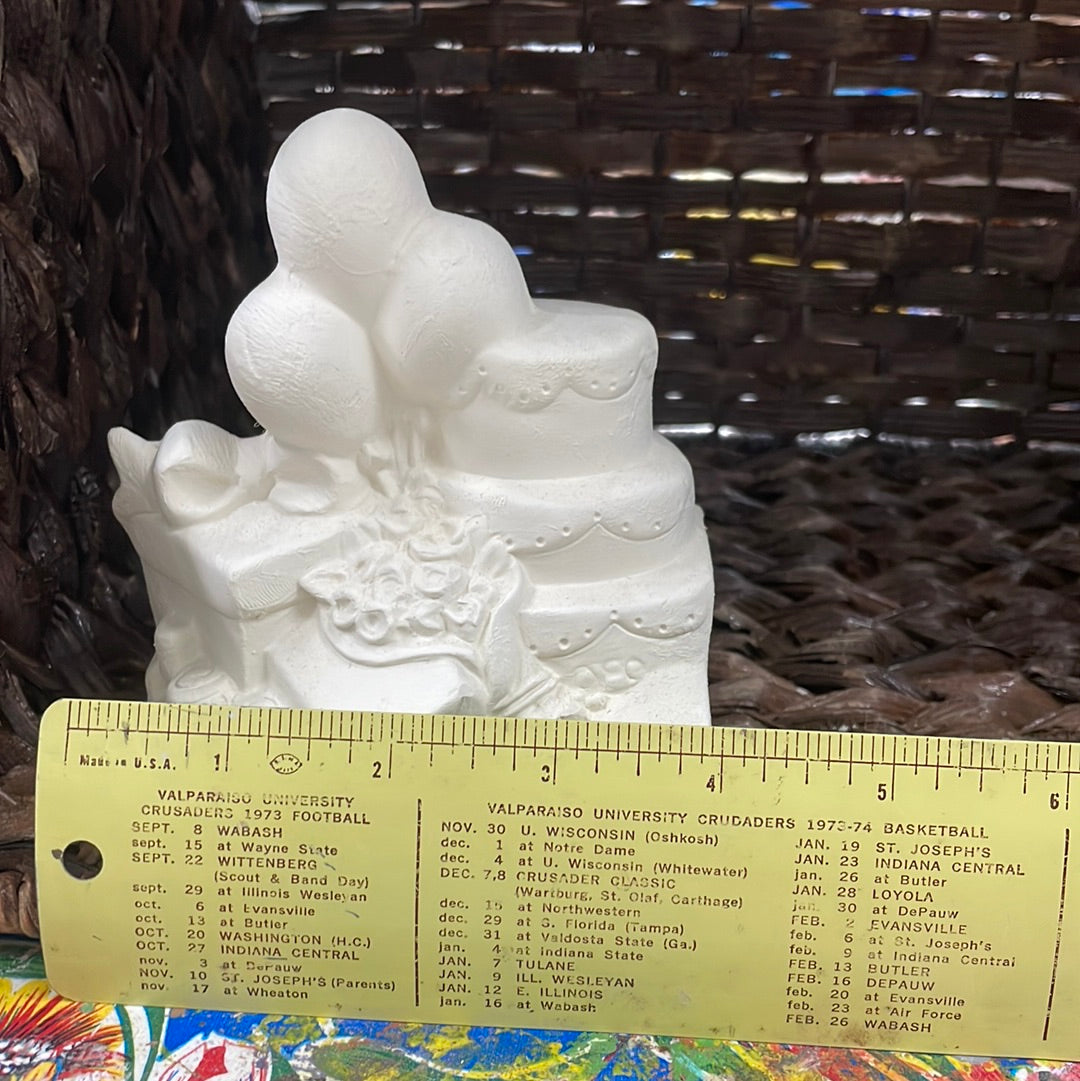 1 2 3 4 5 6
Made in U.S.A.
VALPARAISO UNIVERSITY
CRUSADERS 1973 FOOTBALL
SEPT. 8 WABASH
sept. 15 at Wayne State
SEPT. 22 WITTENBERG
(Scout & Band Day)
sept. 29 at Illinois Wesleyan
oct. 6 at Evansville
oct. 13 at Butler
OCT. 20 WASHINGTON (H.C.)
OCT. 27 INDIANA CENTRAL
nov. 3 at Depauw
NOV. 10 ST. JOSEPH'S (Parents)
nov. 17 at Wheaton
VALPARAISO UNIVERSITY CRUDADERS 1973-74 BASKETBALL
NOV. 30 U. WISCONSIN (Oshkosh)
dec. 1 at Notre Dame
dec. 4 at U. Wisconsin (Whitewater)
DEC. 7,8 CRUSADER CLASSIC
(Wartburg, St. Olaf, Carthage)
dec. 15 at Northwestern
dec. 29 at S. Florida (Tampa)
dec. 31 at Valdosta State (Ga.)
jan. 4 at Indiana State
JAN. 7 TULANE
JAN. 9 ILL. WESLEYAN
JAN. 12 E. ILLINOIS
jan. 16 at Wabash
JAN. 19 ST. JOSEPH'S
JAN. 23 INDIANA CENTRAL
jan. 26 at Butler
JAN. 28 LOYOLA
jan. 30 at DePauw
FEB. 2 EVANSVILLE
feb. 6 at St. Joseph's
feb. 9 at Indiana Central
FEB. 13 BUTLER
FEB. 16 DEPAUW
feb. 20 at Evansville
feb. 23 at Air Force
FEB. 26 WABASH